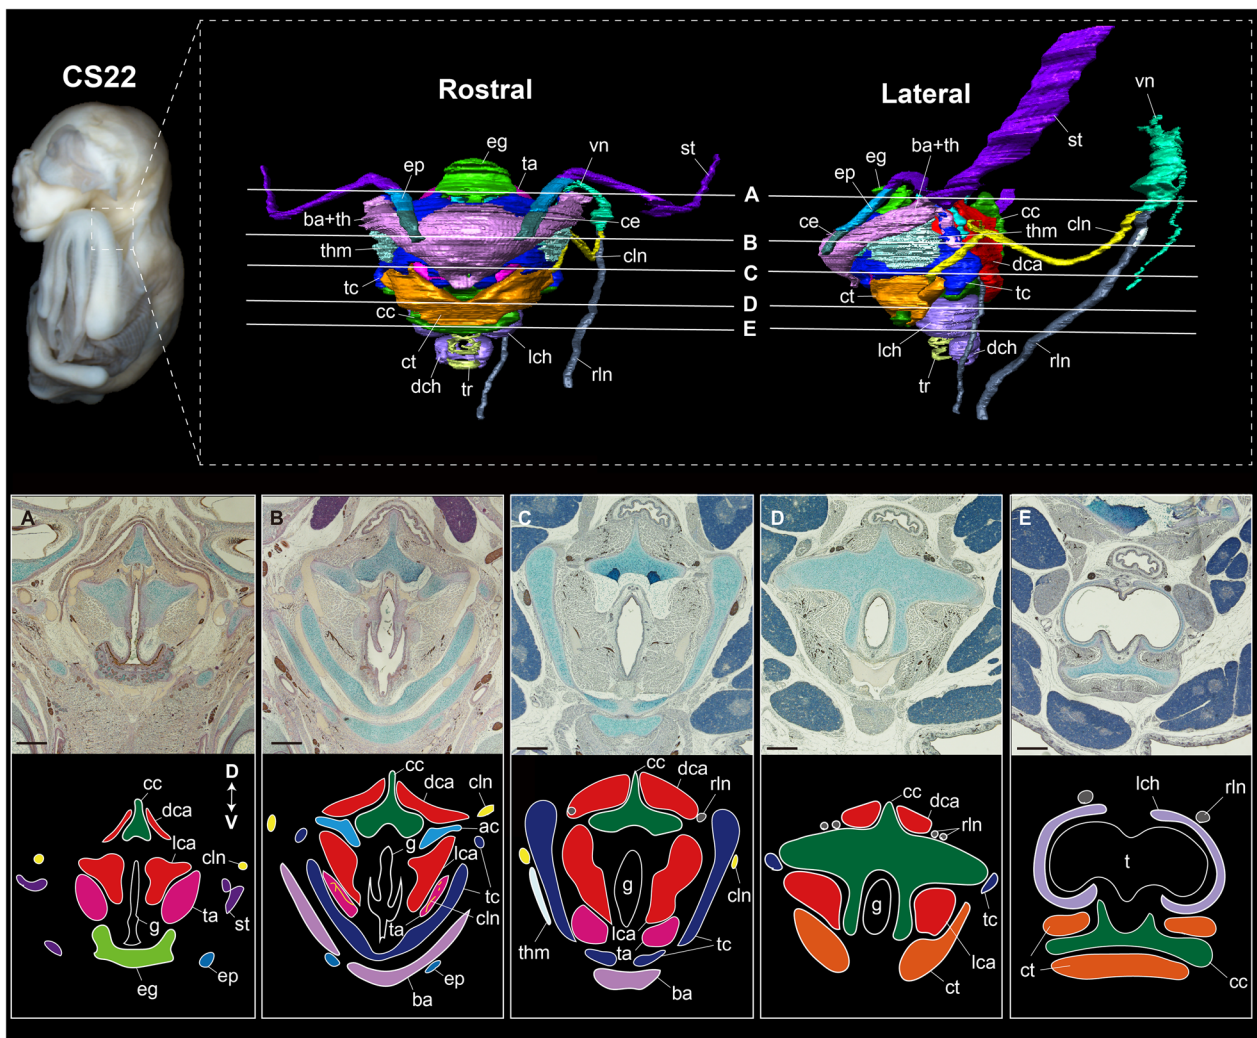 CS22
Rostral
Lateral
eg
ep
ta
vn
st
ba+th
ce
thm
cln
tc
cc
ct
dch
tr
lch
rln
A
B
C
D
E
vn
ba+th
st
eg
ep
cc
thm
cln
ce
dca
ct
tc
lch
dch
rln
tr
A
B
C
D
E
D
V
cc
dca
lca
cln
ta
st
g
ep
eg
cc
dca
cln
ac
g
lca
tc
cln
ta
ep
ba
cc
dca
rln
g
cln
lca
thm
ta
tc
ba
cc
dca
rln
g
tc
lca
ct
lch
rln
t
ct
cc